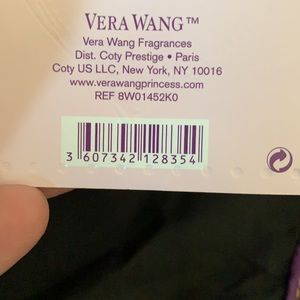 VERA WANG™
Vera Wang Fragrances
Dist. Coty Prestige • Paris
Coty US LLC, New York, NY 10016
www.verawangprincess.com
REF 8W01452K0
3 607342 128354